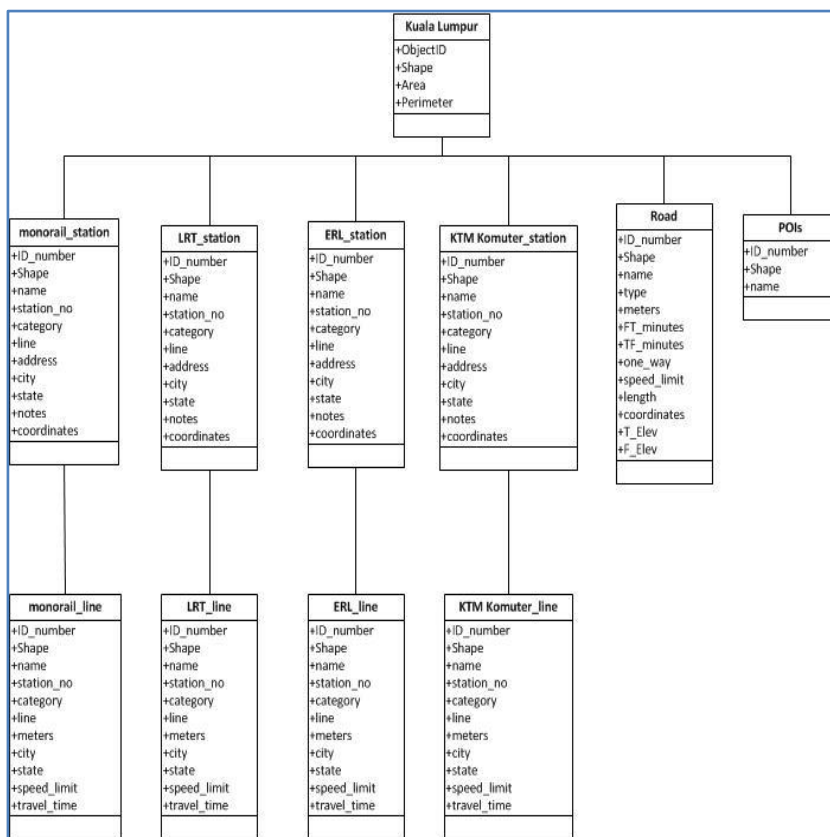 Kuala Lumpur
+ObjectID
+Shape
+Area
+Perimeter
monorail_station
+ID_number
+Shape
+name
+station_no
+category
+line
+address
+city
+state
+notes
+coordinates
LRT_station
+ID_number
+Shape
+name
+station_no
+category
+line
+address
+city
+state
+notes
+coordinates
ERL_station
+ID_number
+Shape
+name
+station_no
+category
+line
+address
+city
+state
+notes
+coordinates
KTM Komuter_station
+ID_number
+Shape
+name
+station_no
+category
+line
+address
+city
+state
+notes
+coordinates
Road
+ID_number
+Shape
+name
+type
+meters
+FT_minutes
+TF_minutes
+one_way
+speed_limit
+length
+coordinates
+T_Elev
+F_Elev
POIs
+ID_number
+Shape
+name
monorail_line
+ID_number
+Shape
+name
+station_no
+category
+line
+meters
+city
+state
+speed_limit
+travel_time
LRT_line
+ID_number
+Shape
+name
+station_no
+category
+line
+meters
+city
+state
+speed_limit
+travel_time
ERL_line
+ID_number
+Shape
+name
+station_no
+category
+line
+meters
+city
+state
+speed_limit
+travel_time
KTM Komuter_line
+ID_number
+Shape
+name
+station_no
+category
+line
+meters
+city
+state
+speed_limit
+travel_time